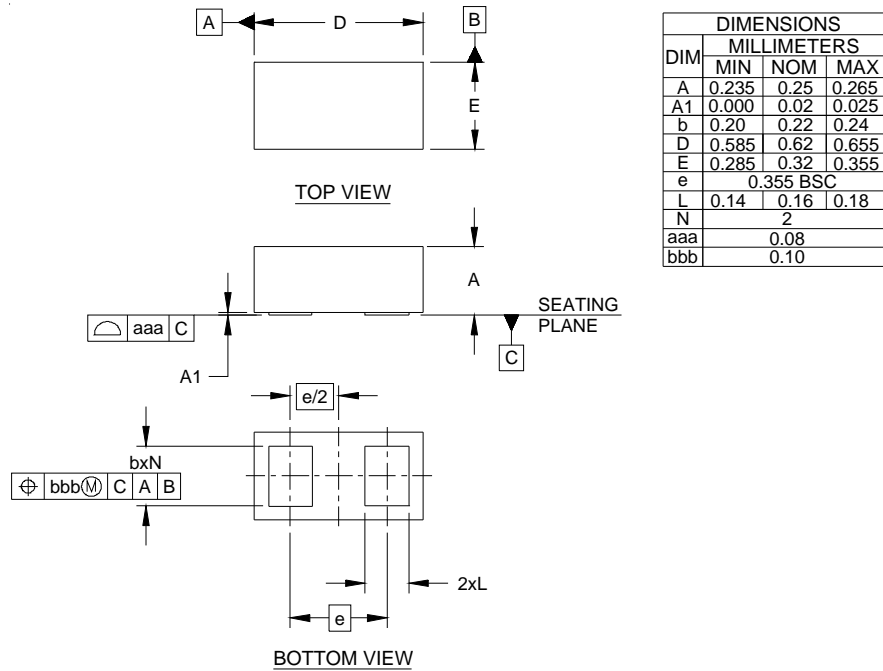 A
D
B
E
TOP VIEW
A
SEATING
PLANE
C
⌓ aaa C
A1
e/2
bxN
⌖ bbbⓂ C A B
2xL
e
BOTTOM VIEW
DIMENSIONS
DIM MILLIMETERS
MIN NOM MAX
A 0.235 0.25 0.265
A1 0.000 0.02 0.025
b 0.20 0.22 0.24
D 0.585 0.62 0.655
E 0.285 0.32 0.355
e 0.355 BSC
L 0.14 0.16 0.18
N 2
aaa 0.08
bbb 0.10